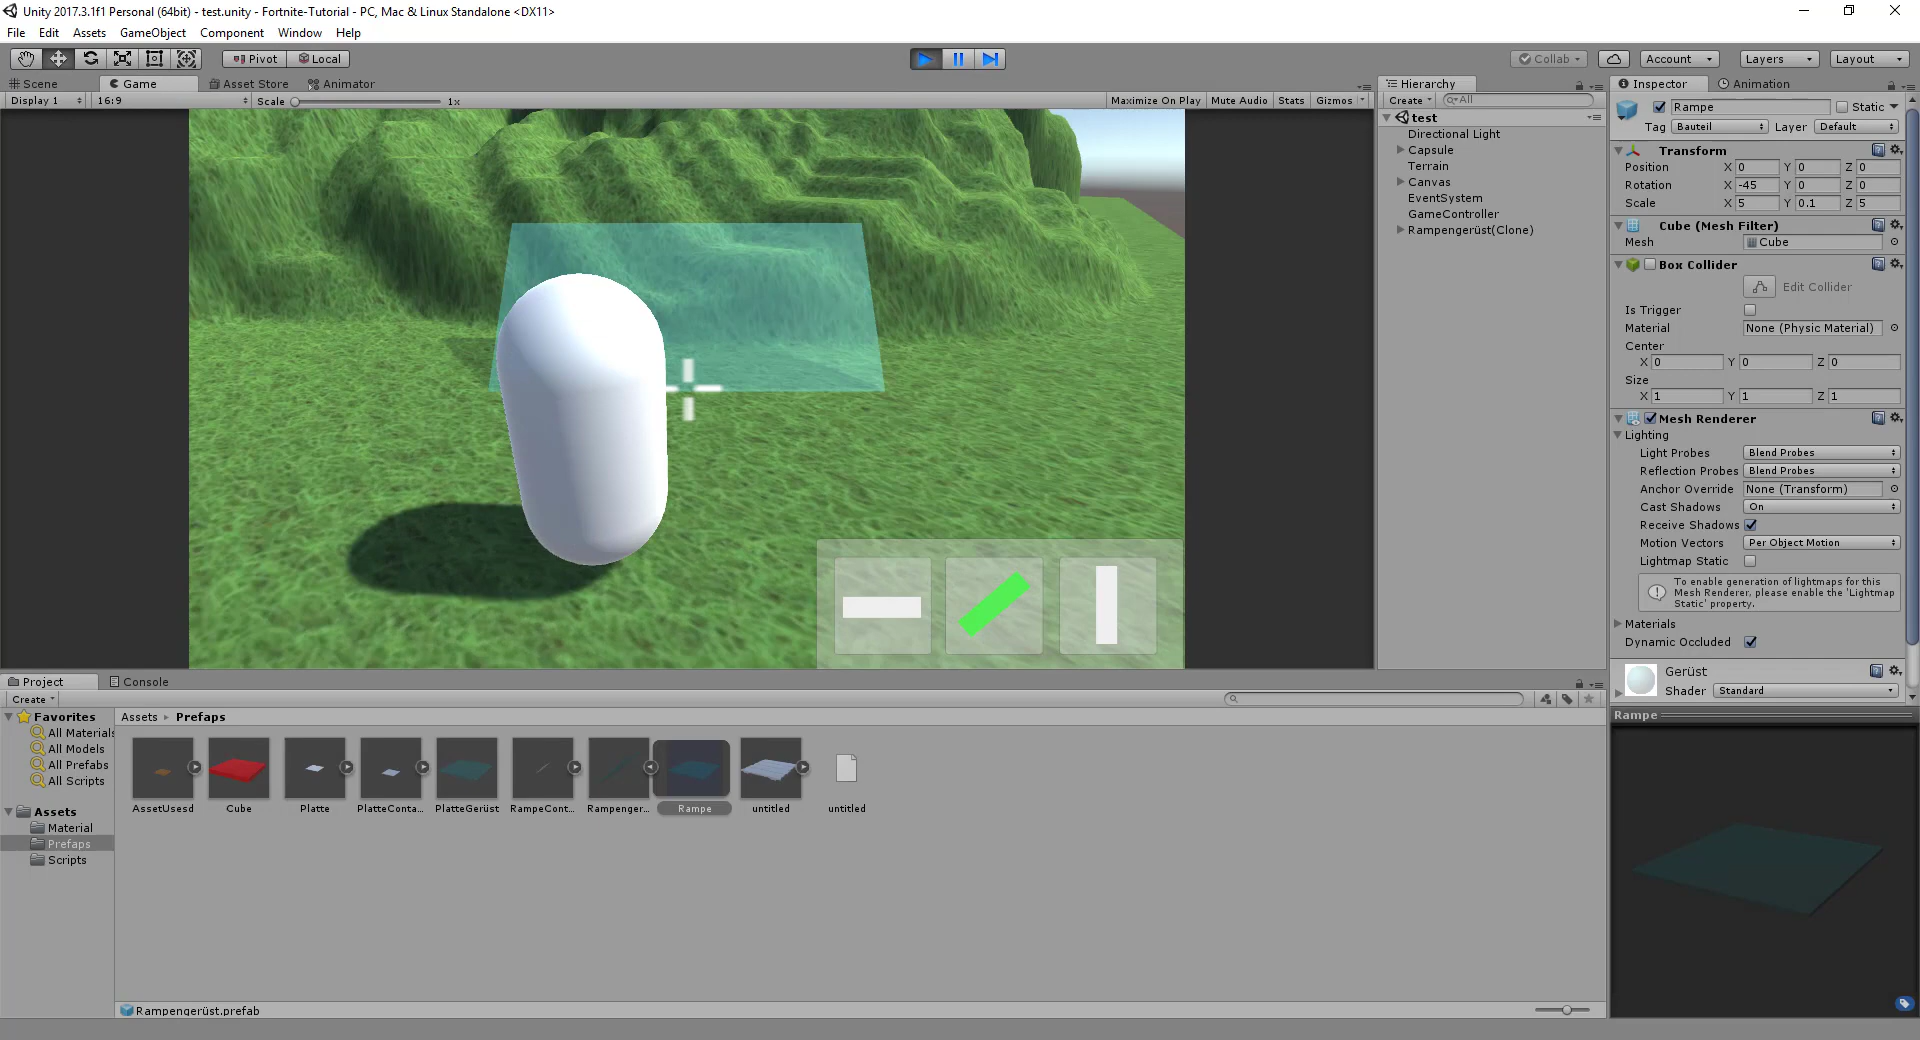 Unity 2017.3.1f1 Personal (64bit) - test.unity - Fortnite-Tutorial - PC, Mac & Linux Standalone <DX11>
File Edit Assets GameObject Component Window Help
Pivot Local Collab Account Layers Layout
Scene Game Asset Store Animator
Display 1 16:9 Scale 1x Maximize On Play Mute Audio Stats Gizmos
Hierarchy
Create All
test
Directional Light
Capsule
Terrain
Canvas
EventSystem
GameController
Rampengerüst(Clone)
Inspector Animation
Rampe Static
Tag Bauteil Layer Default
Transform
Position X 0 Y 0 Z 0
Rotation X -45 Y 0 Z 0
Scale X 5 Y 0.1 Z 5
Cube (Mesh Filter)
Mesh Cube
Box Collider
Edit Collider
Is Trigger
Material None (Physic Material)
Center
X 0 Y 0 Z 0
Size
X 1 Y 1 Z 1
Mesh Renderer
Lighting
Light Probes Blend Probes
Reflection Probes Blend Probes
Anchor Override None (Transform)
Cast Shadows On
Receive Shadows
Motion Vectors Per Object Motion
Lightmap Static
To enable generation of lightmaps for this
Mesh Renderer, please enable the 'Lightmap
Static' property.
Materials
Dynamic Occluded
Gerüst
Shader Standard
Rampe
Project Console
Create
Favorites
All Materials
All Models
All Prefabs
All Scripts
Assets
Material
Prefaps
Scripts
Assets Prefaps
AssetUsesd Cube Platte PlatteConta... PlatteGerüst RampeCont... Rampenger... Rampe untitled untitled
Rampengerüst.prefab